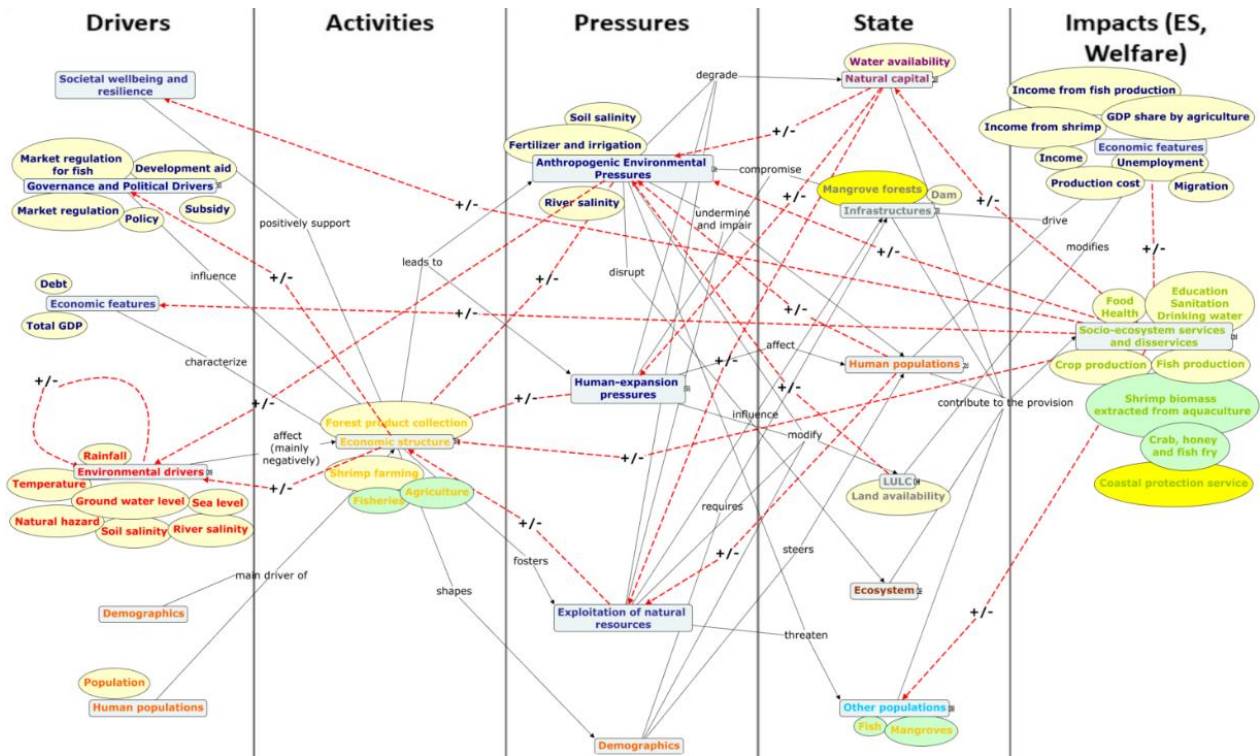 Drivers
Activities
Pressures
State
Impacts (ES,
Welfare)
Societal wellbeing and
resilience
Market regulation
for fish
Development aid
Governance and Political Drivers
Market regulation
Policy
Subsidy
Debt
Economic features
Total GDP
+/-
Rainfall
Environmental drivers
Temperature
Ground water level
Sea level
Natural hazard
Soil salinity
River salinity
main driver of
Demographics
Population
Human populations
positively support
+/-
influence
characterize
affect
(mainly
negatively)
+/-
Forest product collection
Economic structure
Shrimp farming
Fisheries
Agriculture
leads to
+/-
+/-
+/-
fosters
shapes
+/-
Soil salinity
Fertilizer and irrigation
Anthropogenic Environmental
Pressures
River salinity
disrupt
+/-
Human-expansion
pressures
Exploitation of natural
resources
Demographics
degrade
+/-
compromise
undermine
and impair
+/-
+/-
+/-
affect
influence
modify
requires
+/-
steers
threaten
Water availability
Natural capital
Mangrove forests
Dam
Infrastructures
Human populations
LULC
Land availability
Ecosystem
Other populations
Fish
Mangroves
+/-
drive
+/-
+/-
contribute to the provision
+/-
modifies
+/-
+/-
Income from fish production
GDP share by agriculture
Income from shrimp
Economic features
Income
Unemployment
Production cost
Migration
Food
Health
Education
Sanitation
Drinking water
Socio-ecosystem services
and disservices
Crop production
Fish production
Shrimp biomass
extracted from aquaculture
Crab, honey
and fish fry
Coastal protection service